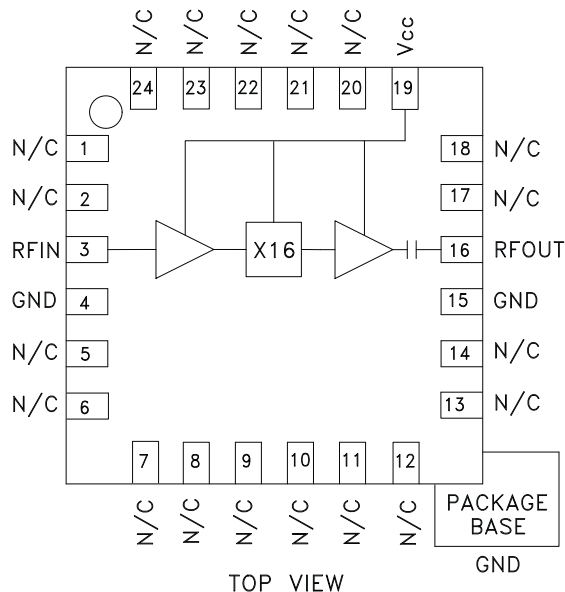 N/C N/C N/C N/C N/C Vcc
24 23 22 21 20 19
N/C 1 18 N/C
N/C 2 17 N/C
RFIN 3 X16 16 RFOUT
GND 4 15 GND
N/C 5 14 N/C
N/C 6 13 N/C
7 8 9 10 11 12
N/C N/C N/C N/C N/C N/C
PACKAGE
BASE
GND
TOP VIEW